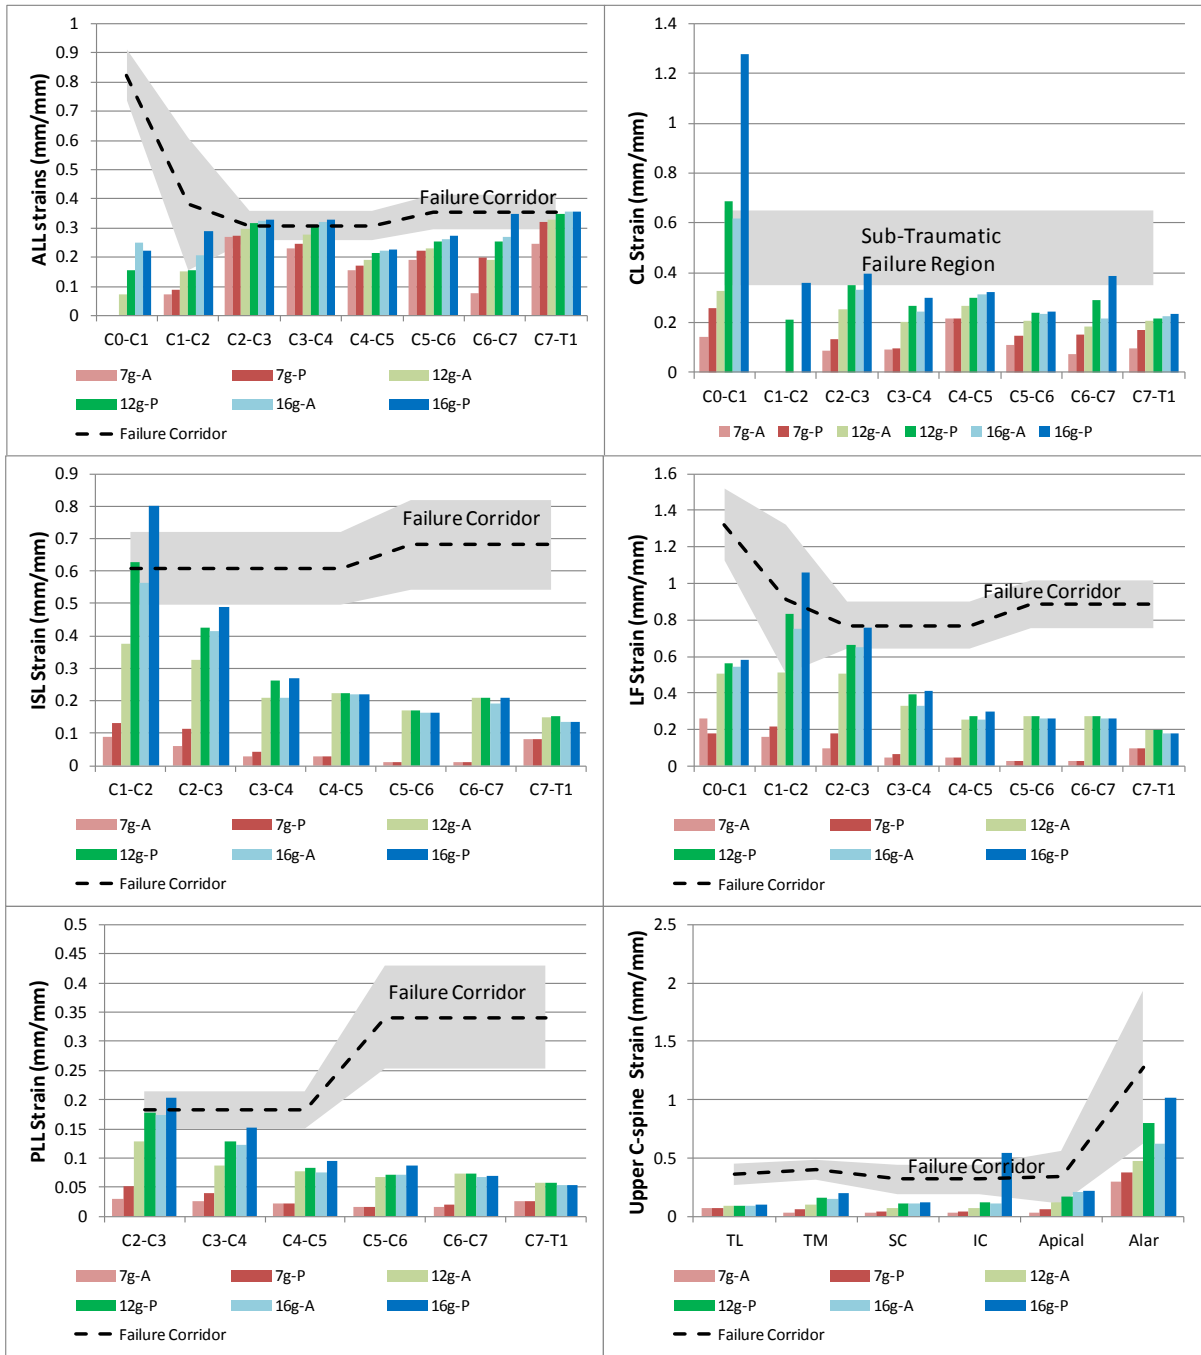 ALL strains (mm/mm)
1
0.9
0.8
0.7
0.6
0.5
0.4
0.3
0.2
0.1
0
Failure Corridor
C0-C1 C1-C2 C2-C3 C3-C4 C4-C5 C5-C6 C6-C7 C7-T1
7g-A 7g-P 12g-A
12g-P 16g-A 16g-P
Failure Corridor
CL Strain (mm/mm)
1.4
1.2
1
0.8
0.6
0.4
0.2
0
Sub-Traumatic
Failure Region
C0-C1 C1-C2 C2-C3 C3-C4 C4-C5 C5-C6 C6-C7 C7-T1
7g-A 7g-P 12g-A 12g-P 16g-A 16g-P
ISL Strain (mm/mm)
0.9
0.8
0.7
0.6
0.5
0.4
0.3
0.2
0.1
0
Failure Corridor
C1-C2 C2-C3 C3-C4 C4-C5 C5-C6 C6-C7 C7-T1
7g-A 7g-P 12g-A
12g-P 16g-A 16g-P
Failure Corridor
LF Strain (mm/mm)
1.6
1.4
1.2
1
0.8
0.6
0.4
0.2
0
Failure Corridor
C0-C1 C1-C2 C2-C3 C3-C4 C4-C5 C5-C6 C6-C7 C7-T1
7g-A 7g-P 12g-A
12g-P 16g-A 16g-P
Failure Corridor
PLL Strain (mm/mm)
0.5
0.45
0.4
0.35
0.3
0.25
0.2
0.15
0.1
0.05
0
Failure Corridor
C2-C3 C3-C4 C4-C5 C5-C6 C6-C7 C7-T1
7g-A 7g-P 12g-A
12g-P 16g-A 16g-P
Failure Corridor
Upper C-spine Strain (mm/mm)
2.5
2
1.5
1
0.5
0
Failure Corridor
TL TM SC IC Apical Alar
7g-A 7g-P 12g-A
12g-P 16g-A 16g-P
Failure Corridor